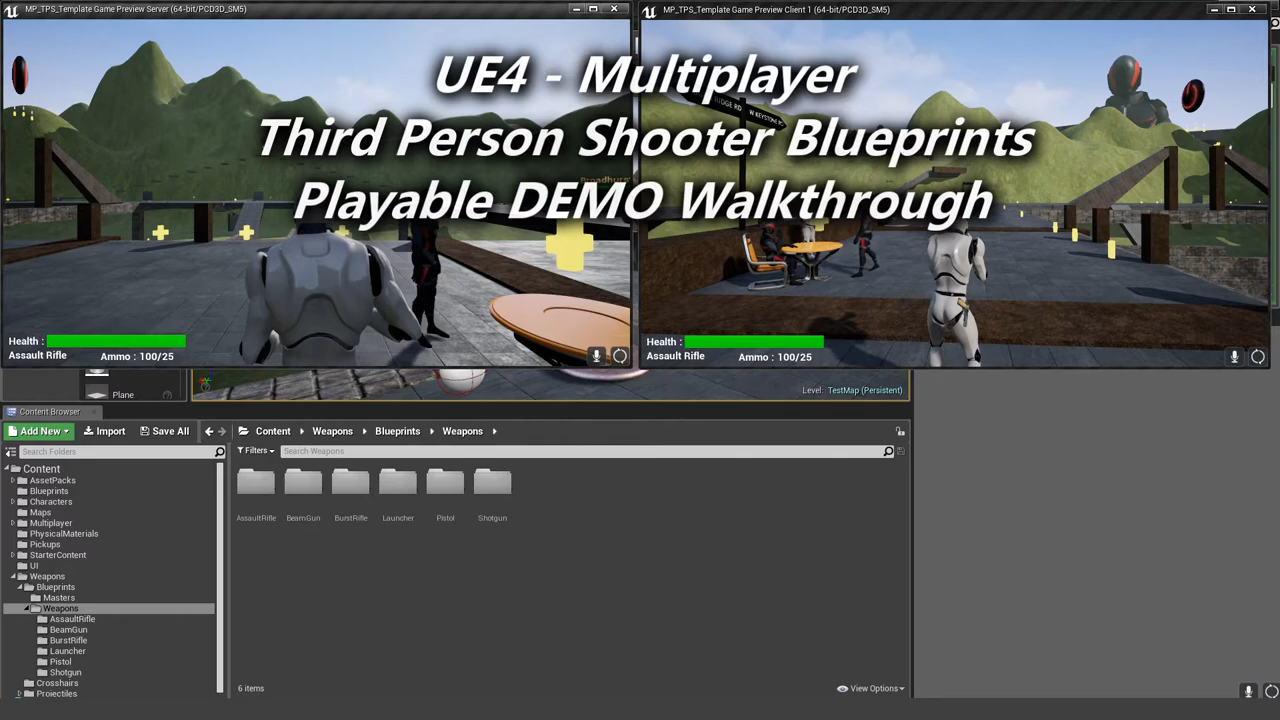 MP_TPS_Template Game Preview Server (64-bit/PCD3D_SM5)
MP_TPS_Template Game Preview Client 1 (64-bit/PCD3D_SM5)
UE4 - Multiplayer
Third Person Shooter Blueprints
Playable DEMO Walkthrough
W KEYSTONE
Health :
Assault Rifle
Ammo : 100/25
Health :
Assault Rifle
Ammo : 100/25
Plane
Level: TestMap (Persistent)
Content Browser
Add New
Import
Save All
Content
Weapons
Blueprints
Weapons
Search Folders
Filters
Search Weapons
Content
AssetPacks
Blueprints
Characters
Maps
Multiplayer
PhysicalMaterials
Pickups
StarterContent
UI
Weapons
Blueprints
Masters
Weapons
AssaultRifle
BeamGun
BurstRifle
Launcher
Pistol
Shotgun
Crosshairs
Projectiles
AssaultRifle
BeamGun
BurstRifle
Launcher
Pistol
Shotgun
6 items
View Options